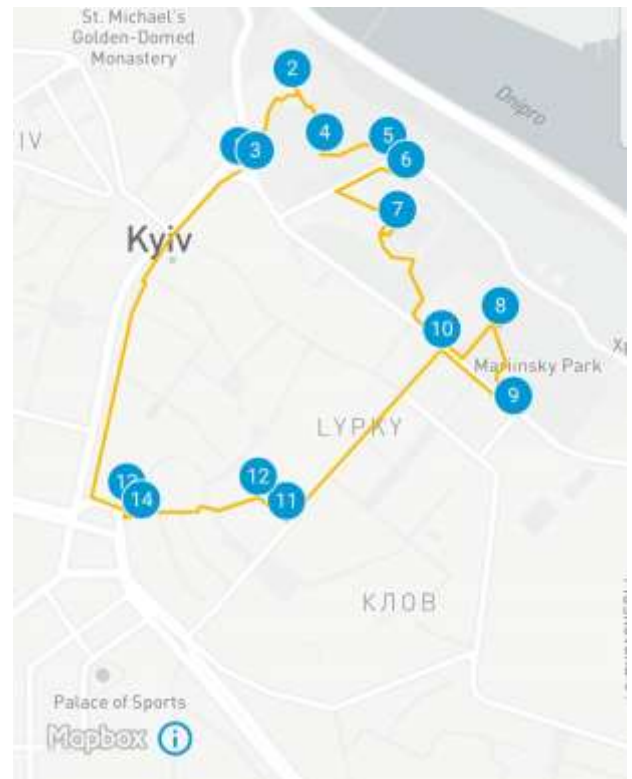 St. Michael's
Golden-Domed
Monastery
2
Dnipro
IV
4
5
3
6
7
Kyiv
8
10
Mariinsky Park
9
LYPKY
12
11
13
14
КЛОВ
Palace of Sports
Mapbox
i